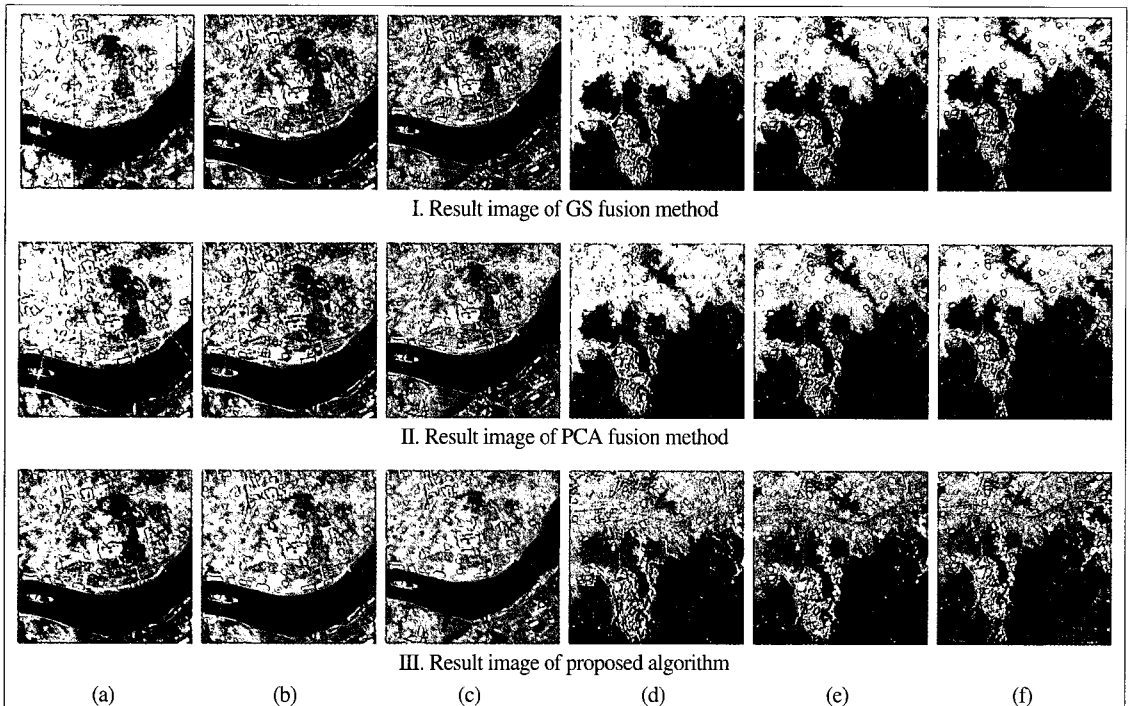 I. Result image of GS fusion method
II. Result image of PCA fusion method
III. Result image of proposed algorithm
(a) (b) (c) (d) (e) (f)